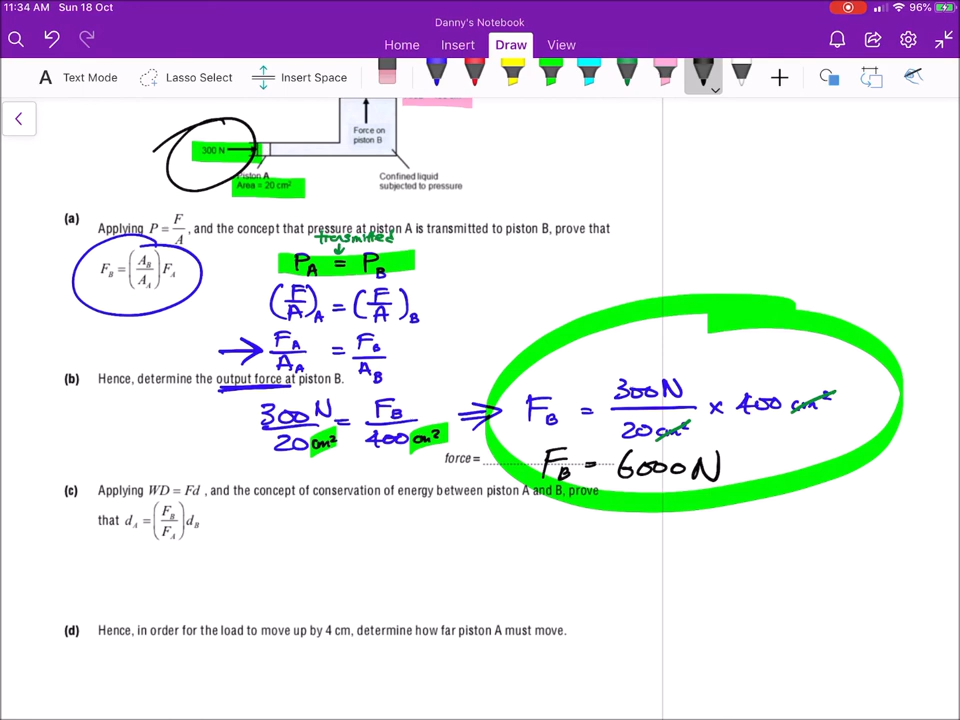 11:34 AM Sun 18 Oct
96%
Danny's Notebook
Home Insert Draw View
A Text Mode Lasso Select Insert Space
Force on
piston B
300 N
Piston A
Area = 20 cm²
Confined liquid
subjected to pressure
(a) Applying P = F/A, and the concept that pressure at piston A is transmitted to piston B, prove that
F_B = (A_B/A_A) F_A
transmitted
P_A = P_B
(F/A)_A = (F/A)_B
F_A/A_A = F_B/A_B
(b) Hence, determine the output force at piston B.
300 N/20 cm² = F_B/400 cm² ⇒ F_B = 300 N/20 cm² × 400 cm²
force = F_B = 6000 N
(c) Applying WD = Fd , and the concept of conservation of energy between piston A and B, prove
that d_A = (F_B/F_A) d_B
(d) Hence, in order for the load to move up by 4 cm, determine how far piston A must move.